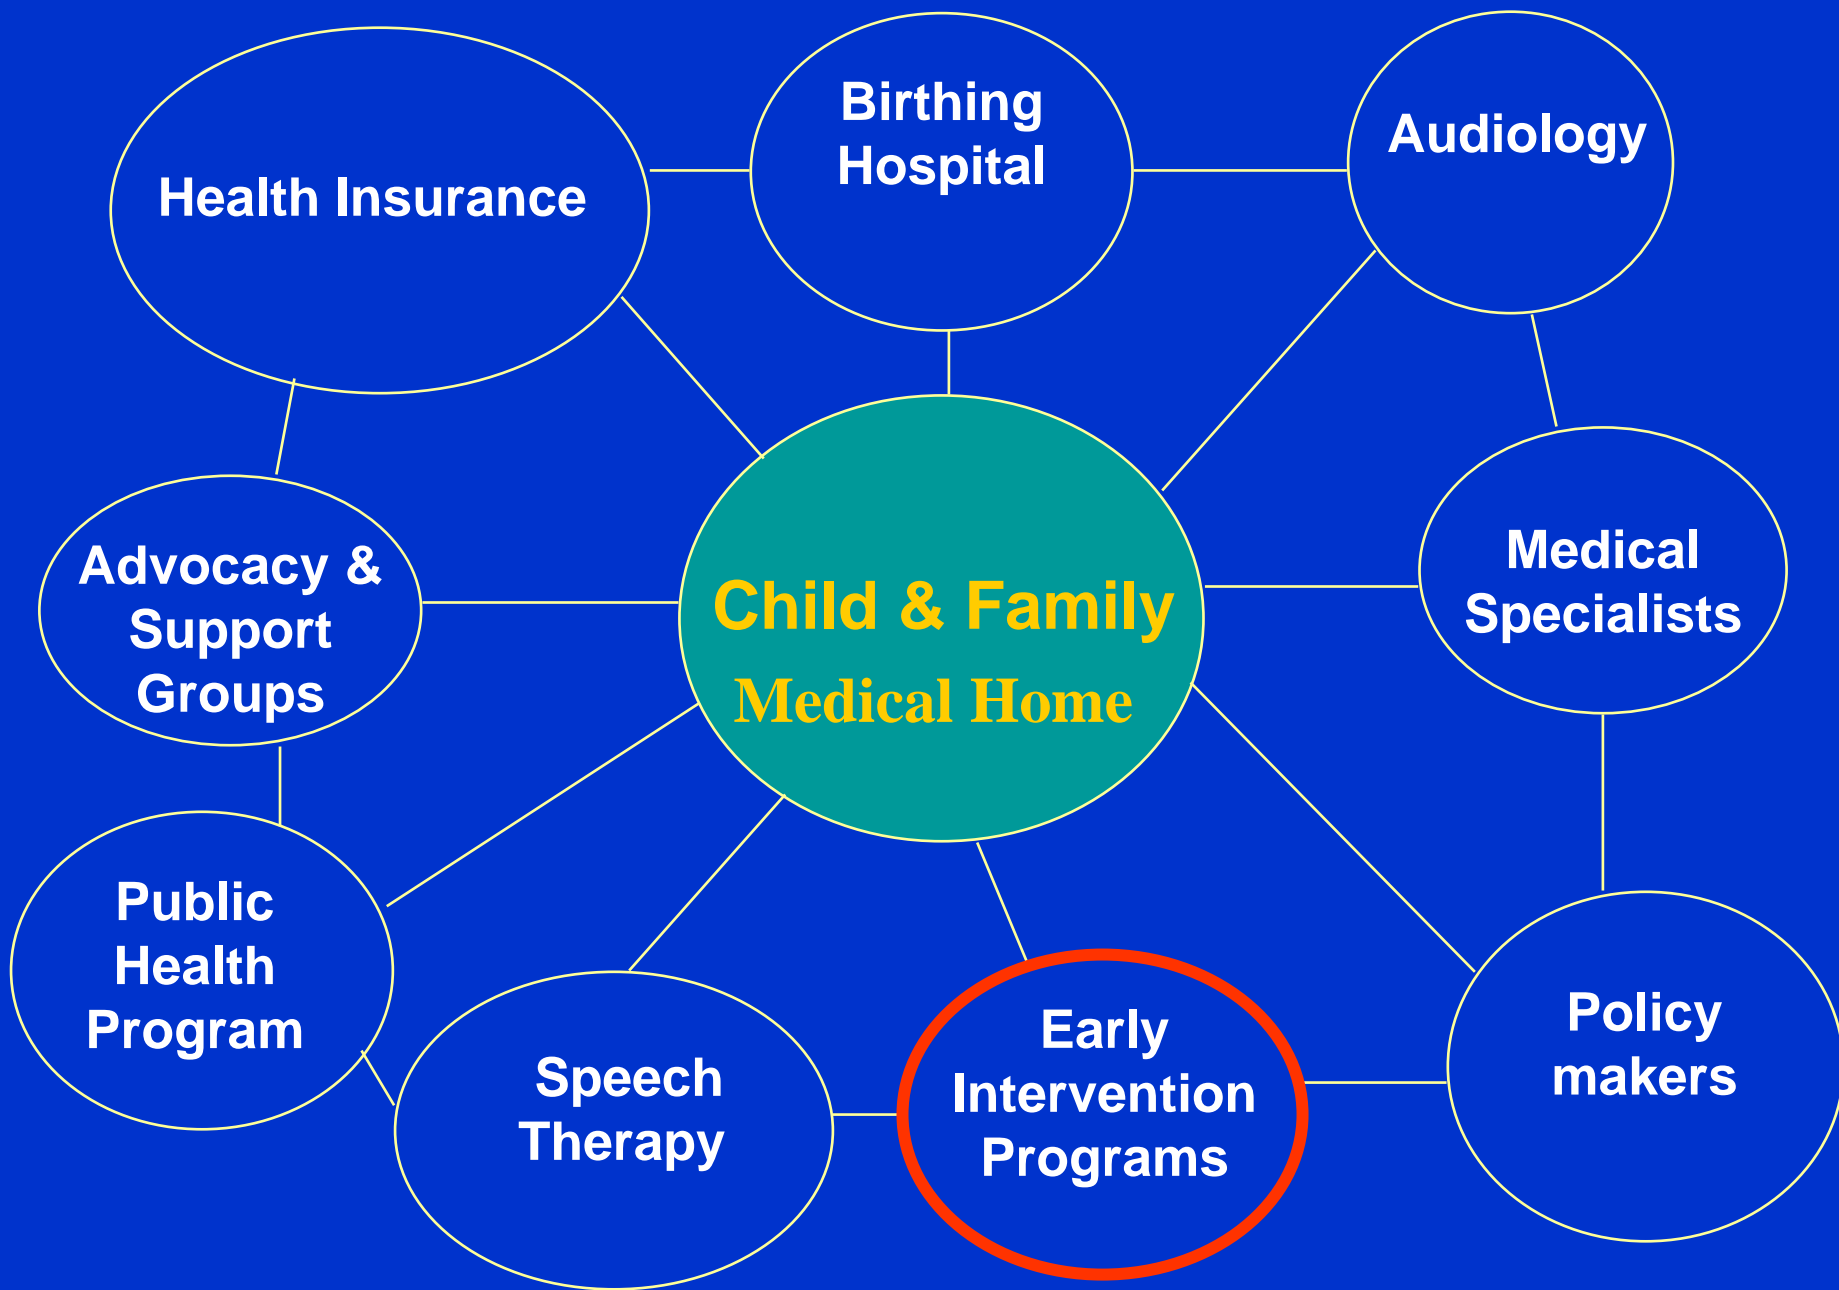 Birthing
Hospital
Audiology
Health Insurance
Advocacy &
Support
Groups
Child & Family
Medical Home
Medical
Specialists
Public
Health
Program
Speech
Therapy
Early
Intervention
Programs
Policy
makers